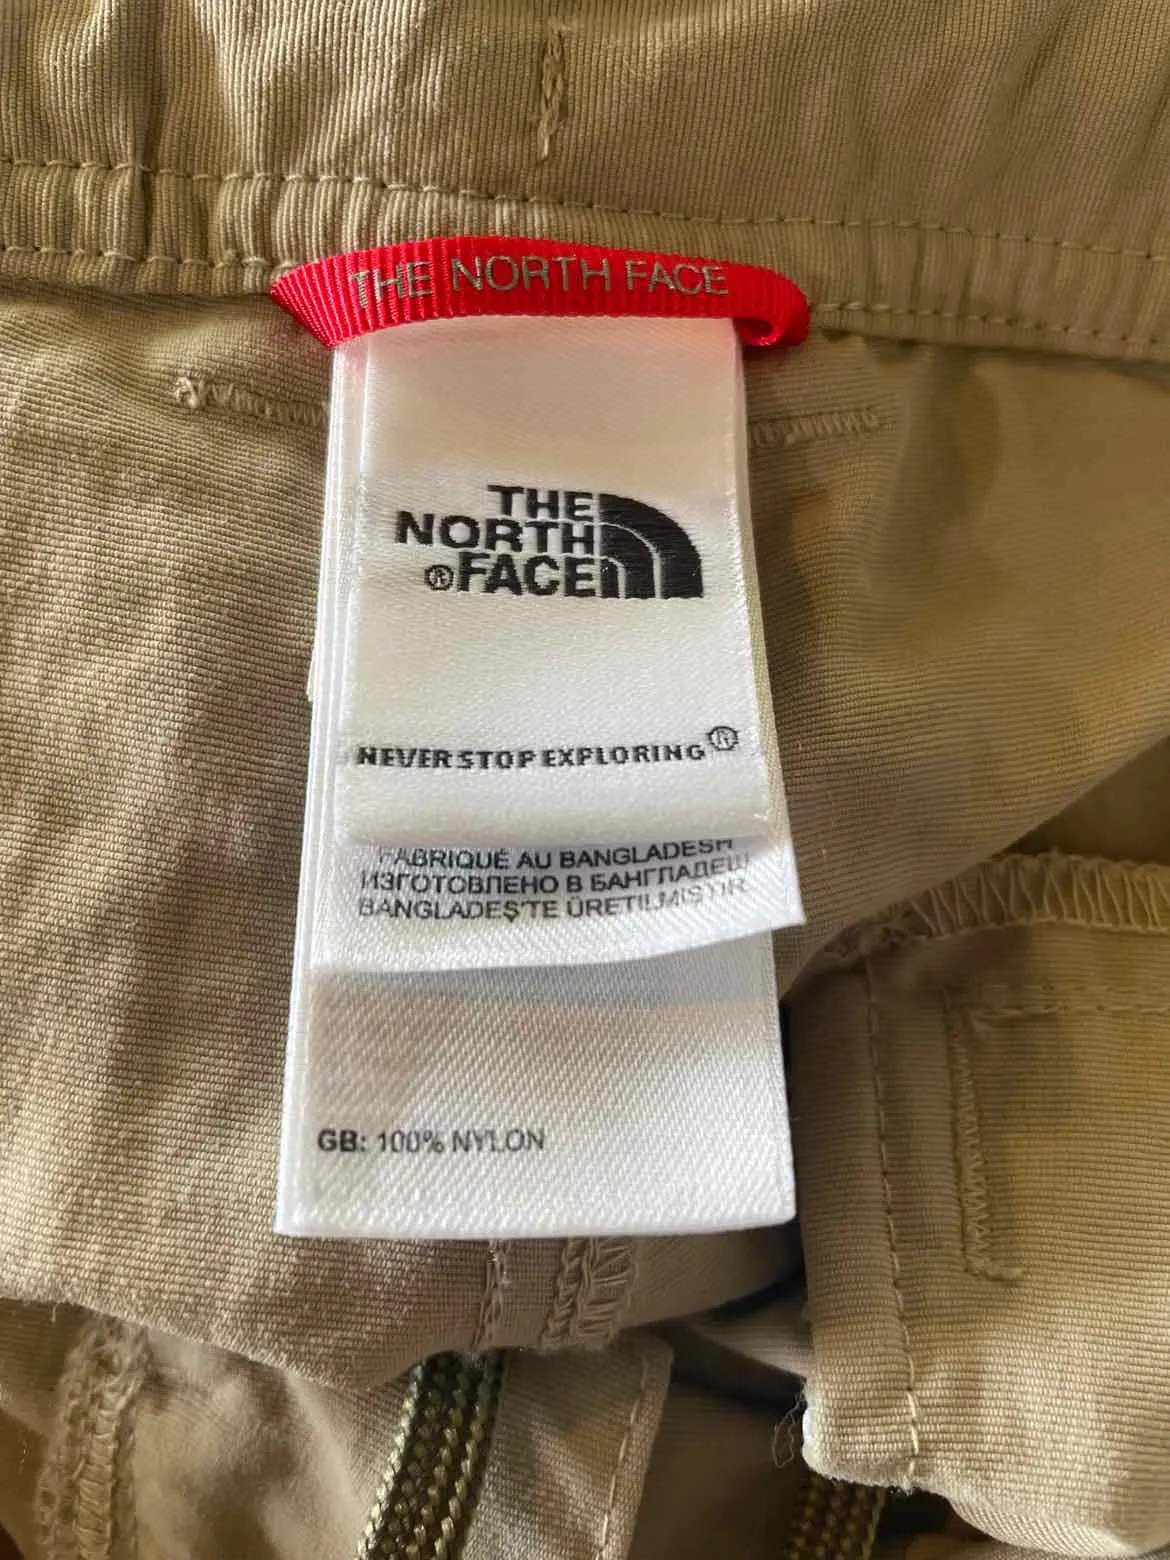 THE NORTH FACE
THE
NORTH
®FACE
NEVER STOP EXPLORING®
FABRIQUÉ AU BANGLADESH
ИЗГОТОВЛЕНО В БАНГЛАДЕШ
BANGLADEŞ'TE ÜRETILMISTIR
GB: 100% NYLON